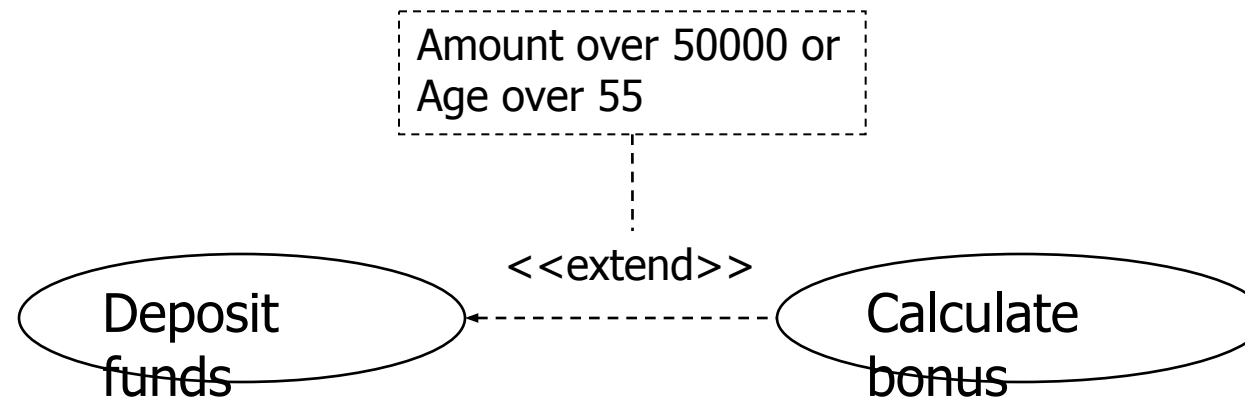 Amount over 50000 or
Age over 55
<<extend>>
Deposit
funds
Calculate
bonus